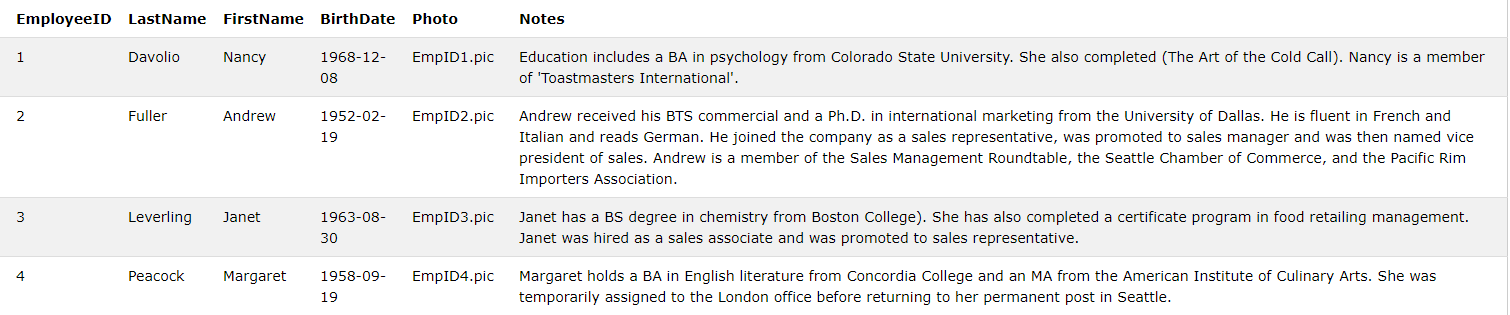 EmployeeID LastName FirstName BirthDate Photo Notes
1 Davolio Nancy 1968-12- EmpID1.pic Education includes a BA in psychology from Colorado State University. She also completed (The Art of the Cold Call). Nancy is a member
08 of 'Toastmasters International'.
2 Fuller Andrew 1952-02- EmpID2.pic Andrew received his BTS commercial and a Ph.D. in international marketing from the University of Dallas. He is fluent in French and
19 Italian and reads German. He joined the company as a sales representative, was promoted to sales manager and was then named vice
president of sales. Andrew is a member of the Sales Management Roundtable, the Seattle Chamber of Commerce, and the Pacific Rim
Importers Association.
3 Leverling Janet 1963-08- EmpID3.pic Janet has a BS degree in chemistry from Boston College). She has also completed a certificate program in food retailing management.
30 Janet was hired as a sales associate and was promoted to sales representative.
4 Peacock Margaret 1958-09- EmpID4.pic Margaret holds a BA in English literature from Concordia College and an MA from the American Institute of Culinary Arts. She was
19 temporarily assigned to the London office before returning to her permanent post in Seattle.